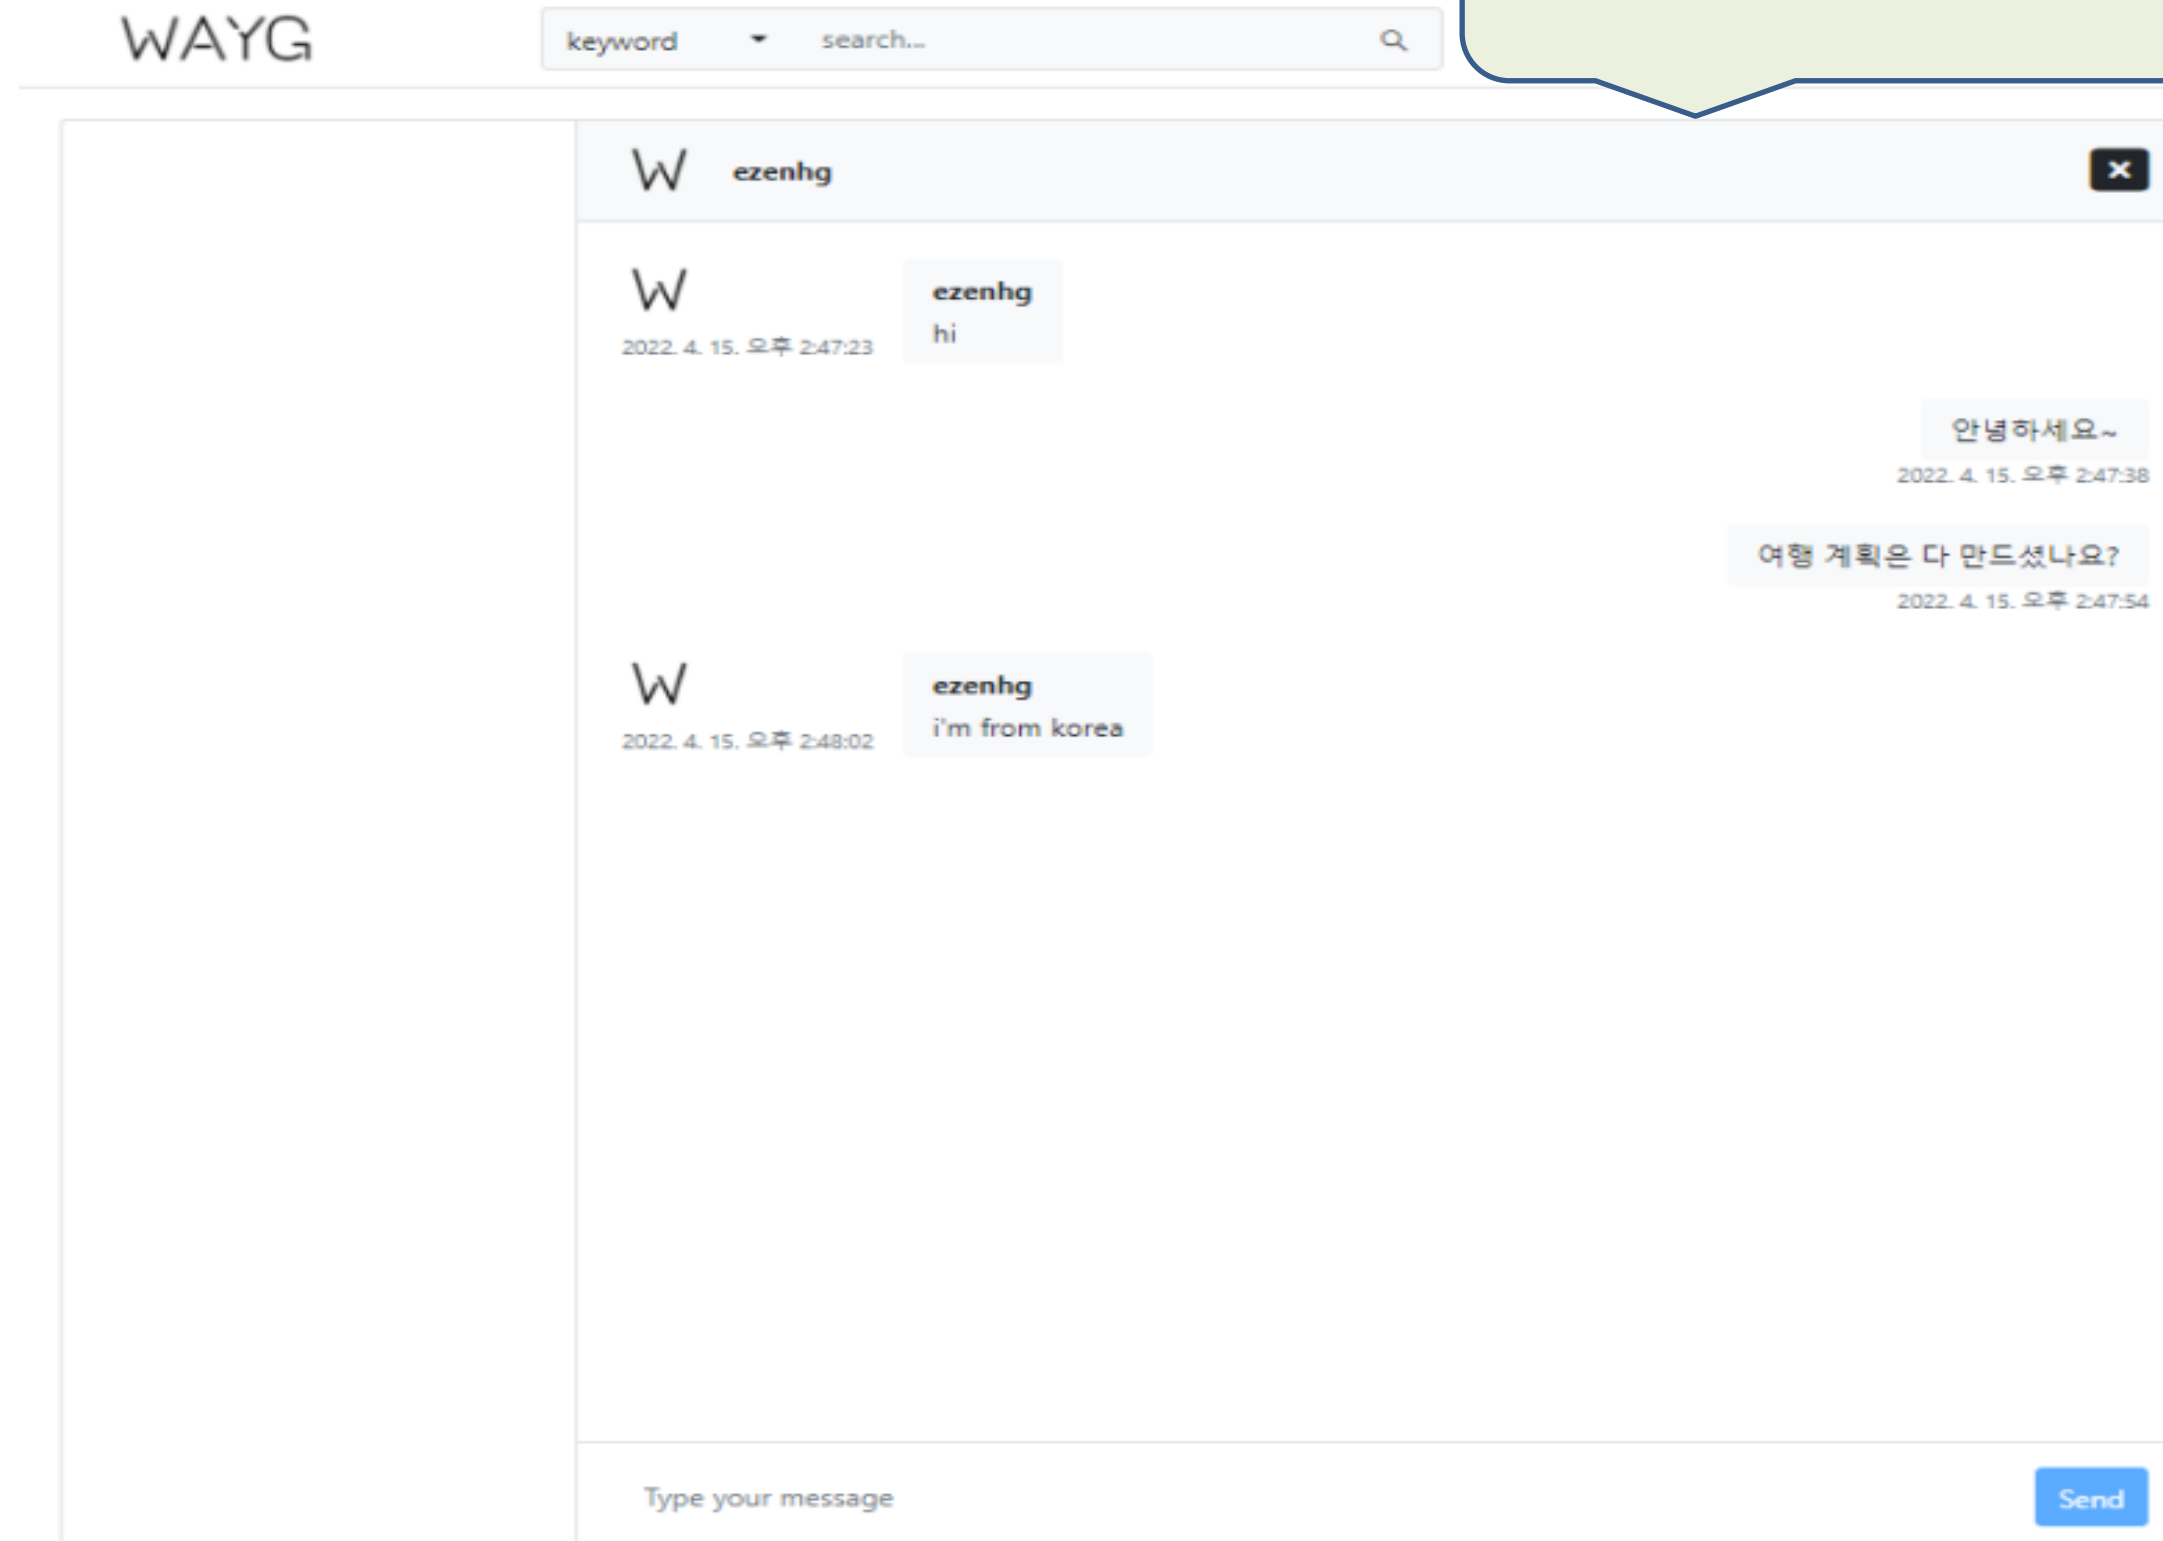 WAYG
keyword search...
W ezenhg
W ezenhg
hi
2022. 4. 15. 오후 2:47:23
안녕하세요~
2022. 4. 15. 오후 2:47:38
여행 계획은 다 만드셨나요?
2022. 4. 15. 오후 2:47:54
W ezenhg
i'm from korea
2022. 4. 15. 오후 2:48:02
Type your message Send